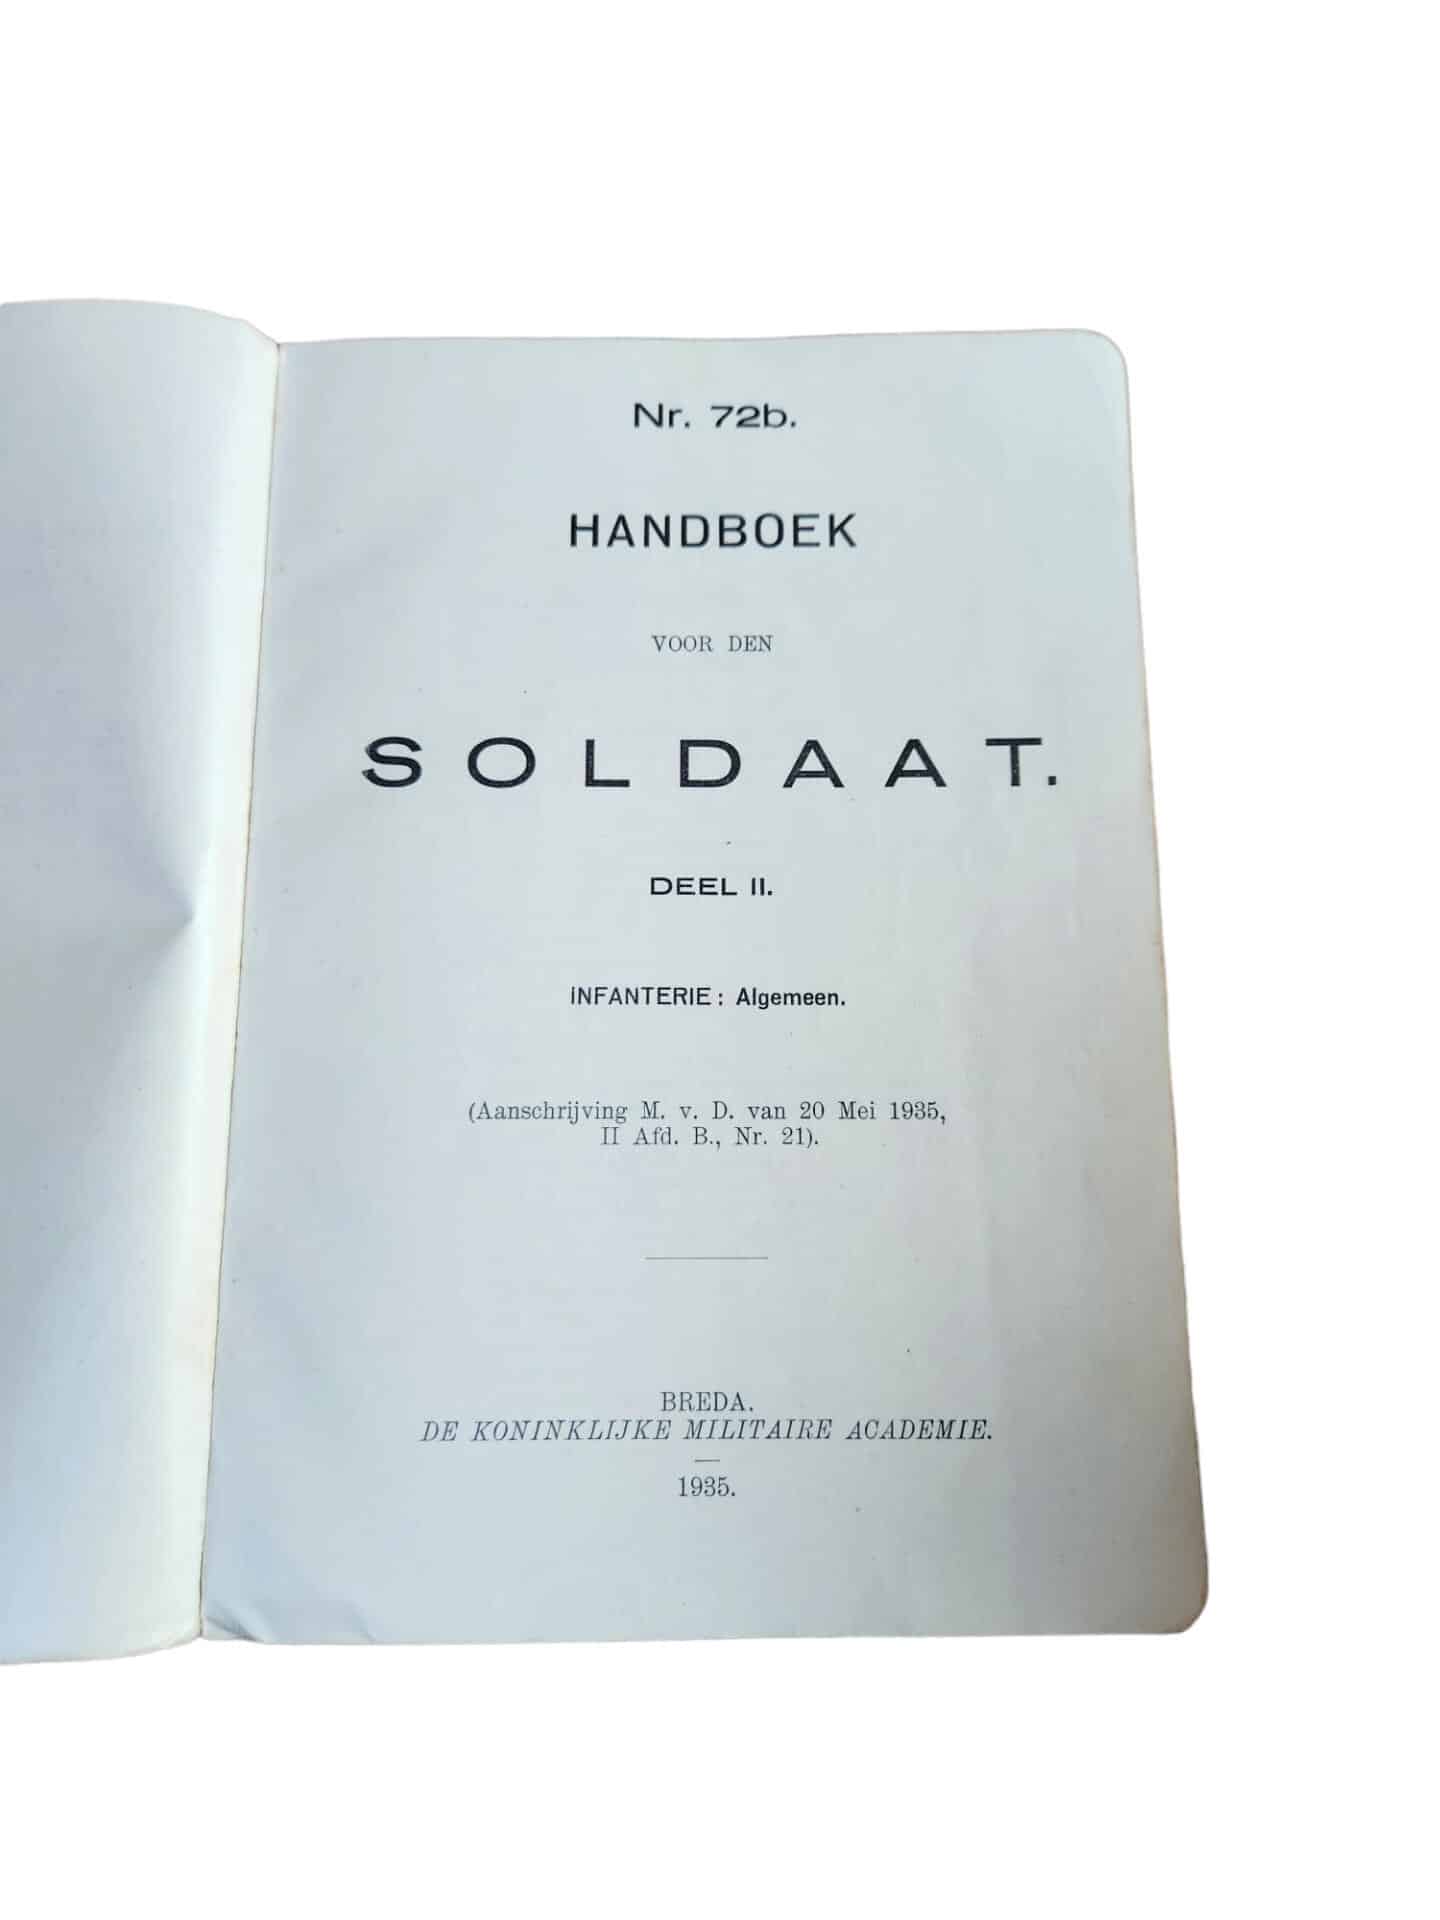 Nr. 72b.
HANDBOEK
VOOR DEN
SOLDAAT.
DEEL II.
INFANTERIE: Algemeen.
(Aanschrijving M. v. D. van 20 Mei 1935,
II Afd. B., Nr. 21).
BREDA.
DE KONINKLIJKE MILITAIRE ACADEMIE.
1935.